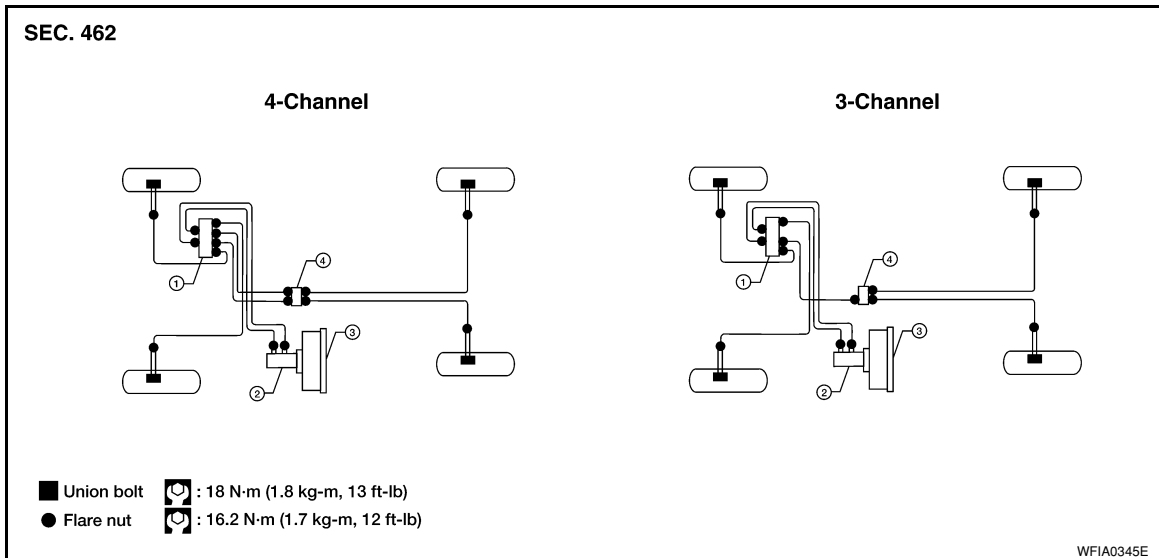 SEC. 462
4-Channel
3-Channel
1
4
3
2
1
4
3
2
Union bolt : 18 N·m (1.8 kg-m, 13 ft-lb)
Flare nut : 16.2 N·m (1.7 kg-m, 12 ft-lb)
WFIA0345E